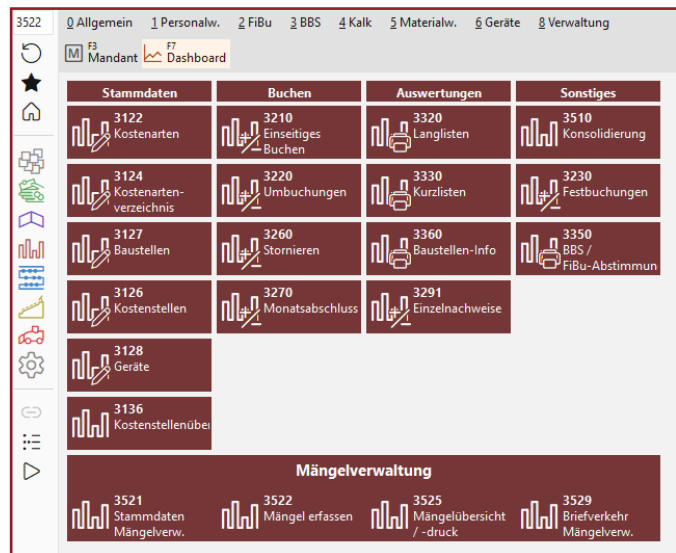 3522 0 Allgemein 1 Personalw. 2 FiBu 3 BBS 4 Kalk 5 Materialw. 6 Geräte 8 Verwaltung
M F3 Mandant F7 Dashboard
Stammdaten Buchen Auswertungen Sonstiges
3122
Kostenarten
3210
Einseitiges
Buchen
3320
Langlisten
3510
Konsolidierung
3124
Kostenarten-
verzeichnis
3220
Umbuchungen
3330
Kurzlisten
3230
Festbuchungen
3127
Baustellen
3260
Stornieren
3360
Baustellen-Info
3350
BBS /
FiBu-Abstimmun
3126
Kostenstellen
3270
Monatsabschluss
3291
Einzelnachweise
3128
Geräte
3136
Kostenstellenübe
Mängelverwaltung
3521
Stammdaten
Mängelverw.
3522
Mängel erfassen
3525
Mängelübersicht
/ -druck
3529
Briefverkehr
Mängelverw.